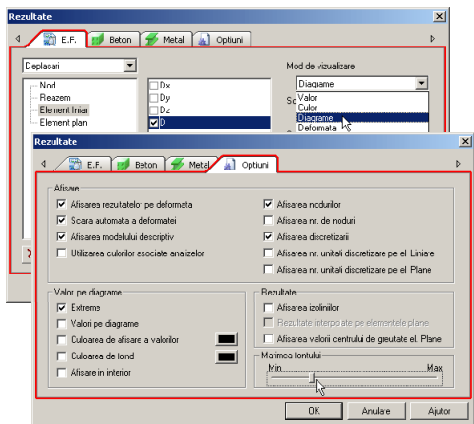 Rezultate
E.F. Beton Metal Optiuni
Deplasari
Mod de vizualizare
Nod
Reazem
Element liniar
Element plan
Dx
Dy
Dz
D
Diagrame
Valori
Culori
Diagrame
Deformata
Rezultate
E.F. Beton Metal Optiuni
Afisare
Afisarea rezultatelor pe deformata
Scara automata a deformatei
Afisarea modelului descriptiv
Utilizarea culorilor asociate analizelor
Afisarea nodurilor
Afisarea nr. de noduri
Afisarea discretizarii
Afisarea nr. unitati discretizare pe el. Liniare
Afisarea nr. unitati discretizare pe el. Plane
Valori pe diagrame
Extreme
Valori pe diagrame
Culoarea de afisare a valorilor
Culoarea de fond
Afisare in interior
Rezultate
Afisarea izoliniilor
Rezultate interpolate pe elementele plane
Afisarea valorii centrului de greutate el. Plane
Marimea fontului
Min Max
OK Anulare Ajutor